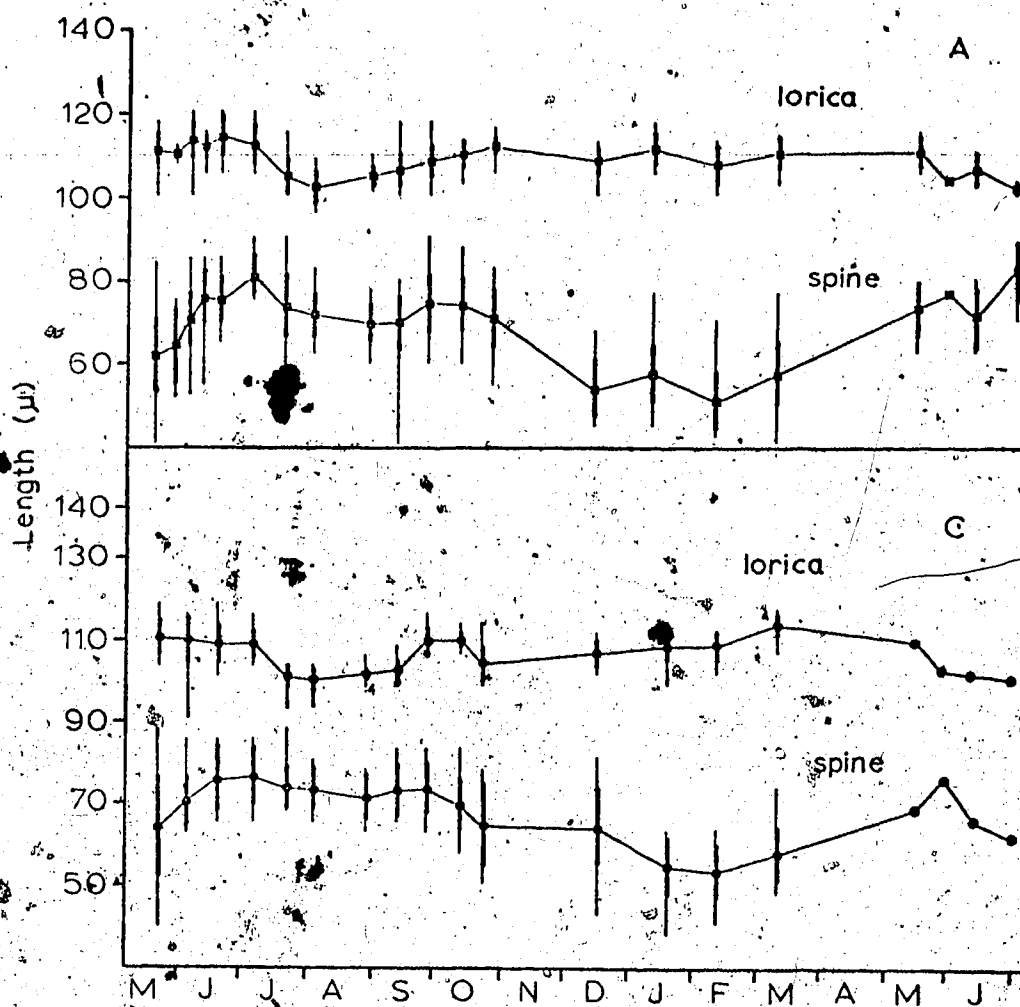 140
A
lorica
120
100
80
spine
60
Length (μ)
140
C
130
lorica
110
90
spine
70
50
M J J A S O N D J F M A M J